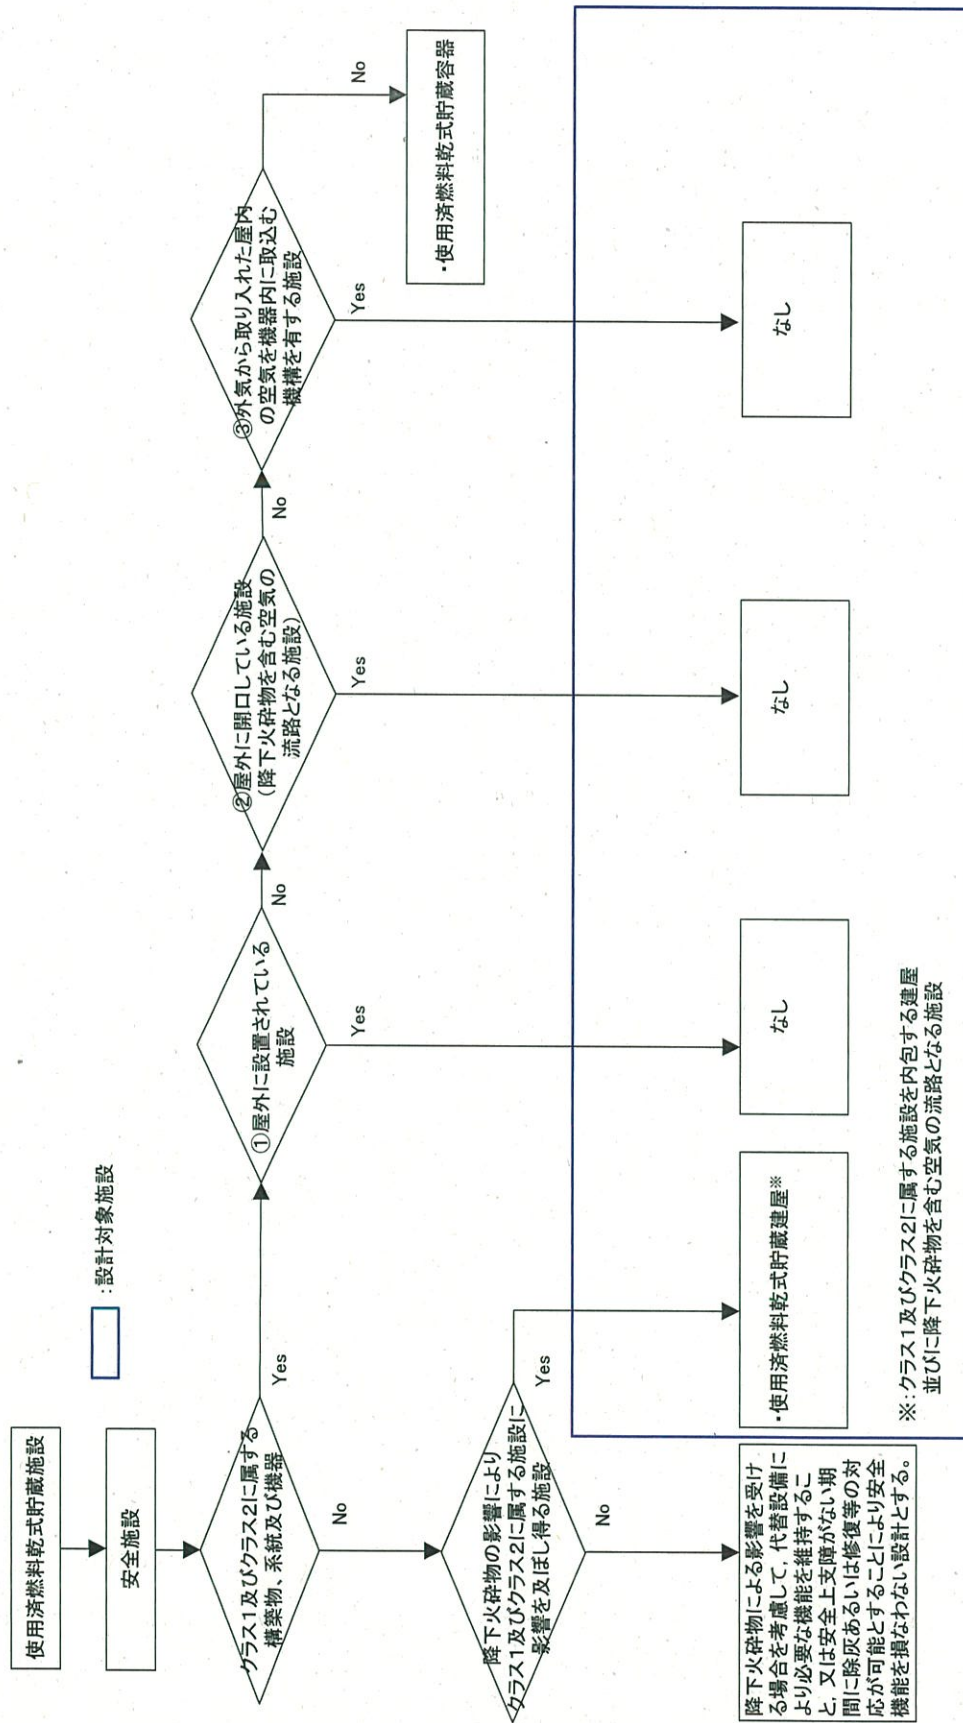 使用済燃料乾式貯蔵施設
安全施設
□:設計対象施設
クラス1及びクラス2に属する
構築物、系統及び機器
Yes
No
①屋外に設置されている
施設
No
Yes
②屋外に開口している施設
(降下火砕物を含む空気の
流路となる施設)
No
Yes
③外気から取り入れた屋内
の空気を機器内に取込む
機構を有する施設
No
Yes
・使用済燃料乾式貯蔵容器
降下火砕物の影響により
クラス1及びクラス2に属する施設に
影響を及ぼし得る施設
Yes
No
降下火砕物による影響を受け
る場合を考慮して、代替設備に
より必要な機能を維持するこ
と、又は安全上支障がない期
間に除灰あるいは修復等の対
応が可能とすることにより安全
機能を損なわない設計とする。
・使用済燃料乾式貯蔵建屋※
なし
なし
なし
※:クラス1及びクラス2に属する施設を内包する建屋
並びに降下火砕物を含む空気の流路となる施設